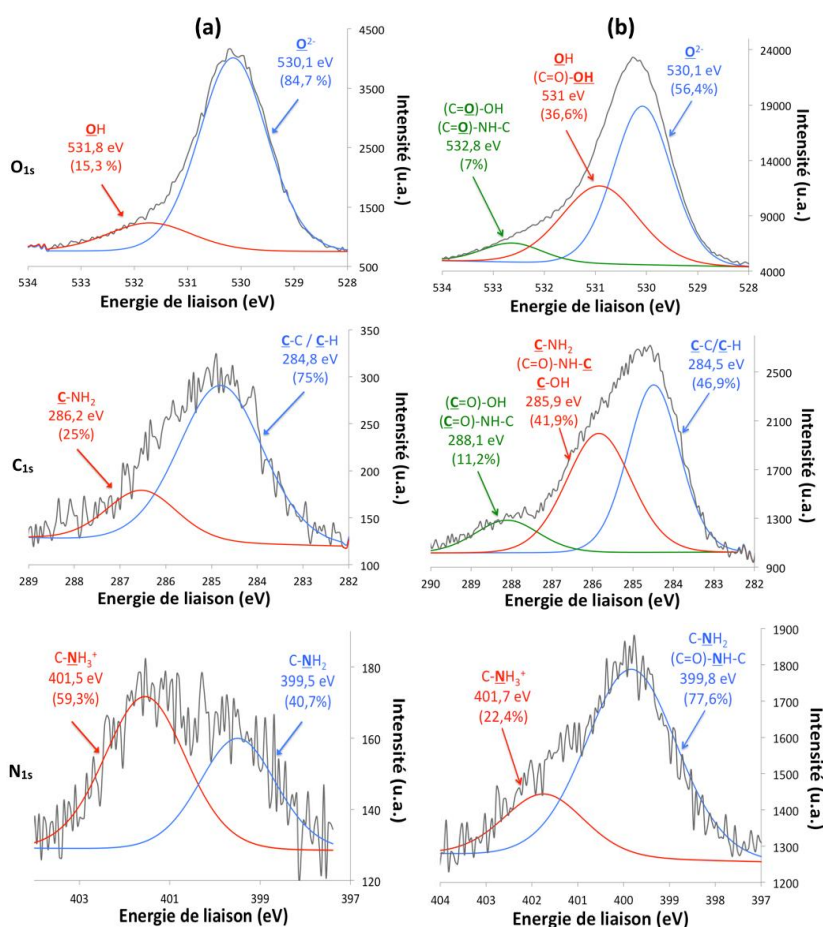 (a)
(b)
O1s
O²⁻
530,1 eV
(84,7 %)
OH
531,8 eV
(15,3 %)
4500
3500
2500
1500
500
Intensité (u.a.)
534 533 532 531 530 529 528
Energie de liaison (eV)
(C=O)-OH
(C=O)-NH-C
532,8 eV
(7%)
OH
(C=O)-OH
531 eV
(36,6%)
O²⁻
530,1 eV
(56,4%)
24000
19000
14000
9000
4000
Intensité (u.a.)
534 533 532 531 530 529 528
Energie de liaison (eV)
C1s
C-NH₂
286,2 eV
(25%)
C-C / C-H
284,8 eV
(75%)
350
300
250
200
150
100
Intensité (u.a.)
289 288 287 286 285 284 283 282
Energie de liaison (eV)
(C=O)-OH
(C=O)-NH-C
288,1 eV
(11,2%)
C-NH₂
(C=O)-NH-C
C-OH
285,9 eV
(41,9%)
C-C/C-H
284,5 eV
(46,9%)
2500
2100
1700
1300
900
Intensité (u.a.)
290 289 288 287 286 285 284 283 282
Energie de liaison (eV)
N1s
C-NH₃⁺
401,5 eV
(59,3%)
C-NH₂
399,5 eV
(40,7%)
180
160
140
120
Intensité (u.a.)
403 401 399 397
Energie de liaison (eV)
C-NH₃⁺
401,7 eV
(22,4%)
C-NH₂
(C=O)-NH-C
399,8 eV
(77,6%)
1900
1800
1700
1600
1500
1400
1300
1200
Intensité (u.a.)
404 403 402 401 400 399 398 397
Energie de liaison (eV)